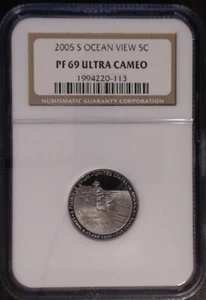 2005 S OCEAN VIEW 5C
PF 69 ULTRA CAMEO
1994220-113
NUMISMATIC GUARANTY CORPORATION